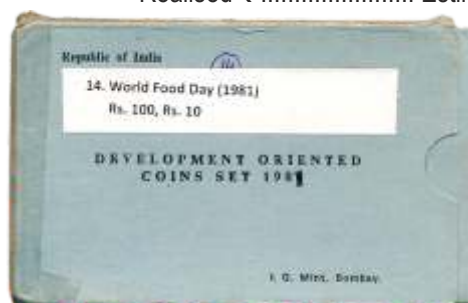 Republic of India
14. World Food Day (1981)
Rs. 100, Rs. 10
DEVELOPMENT ORIENTED
COINS SET 1981
I. G. Mint, Bombay.